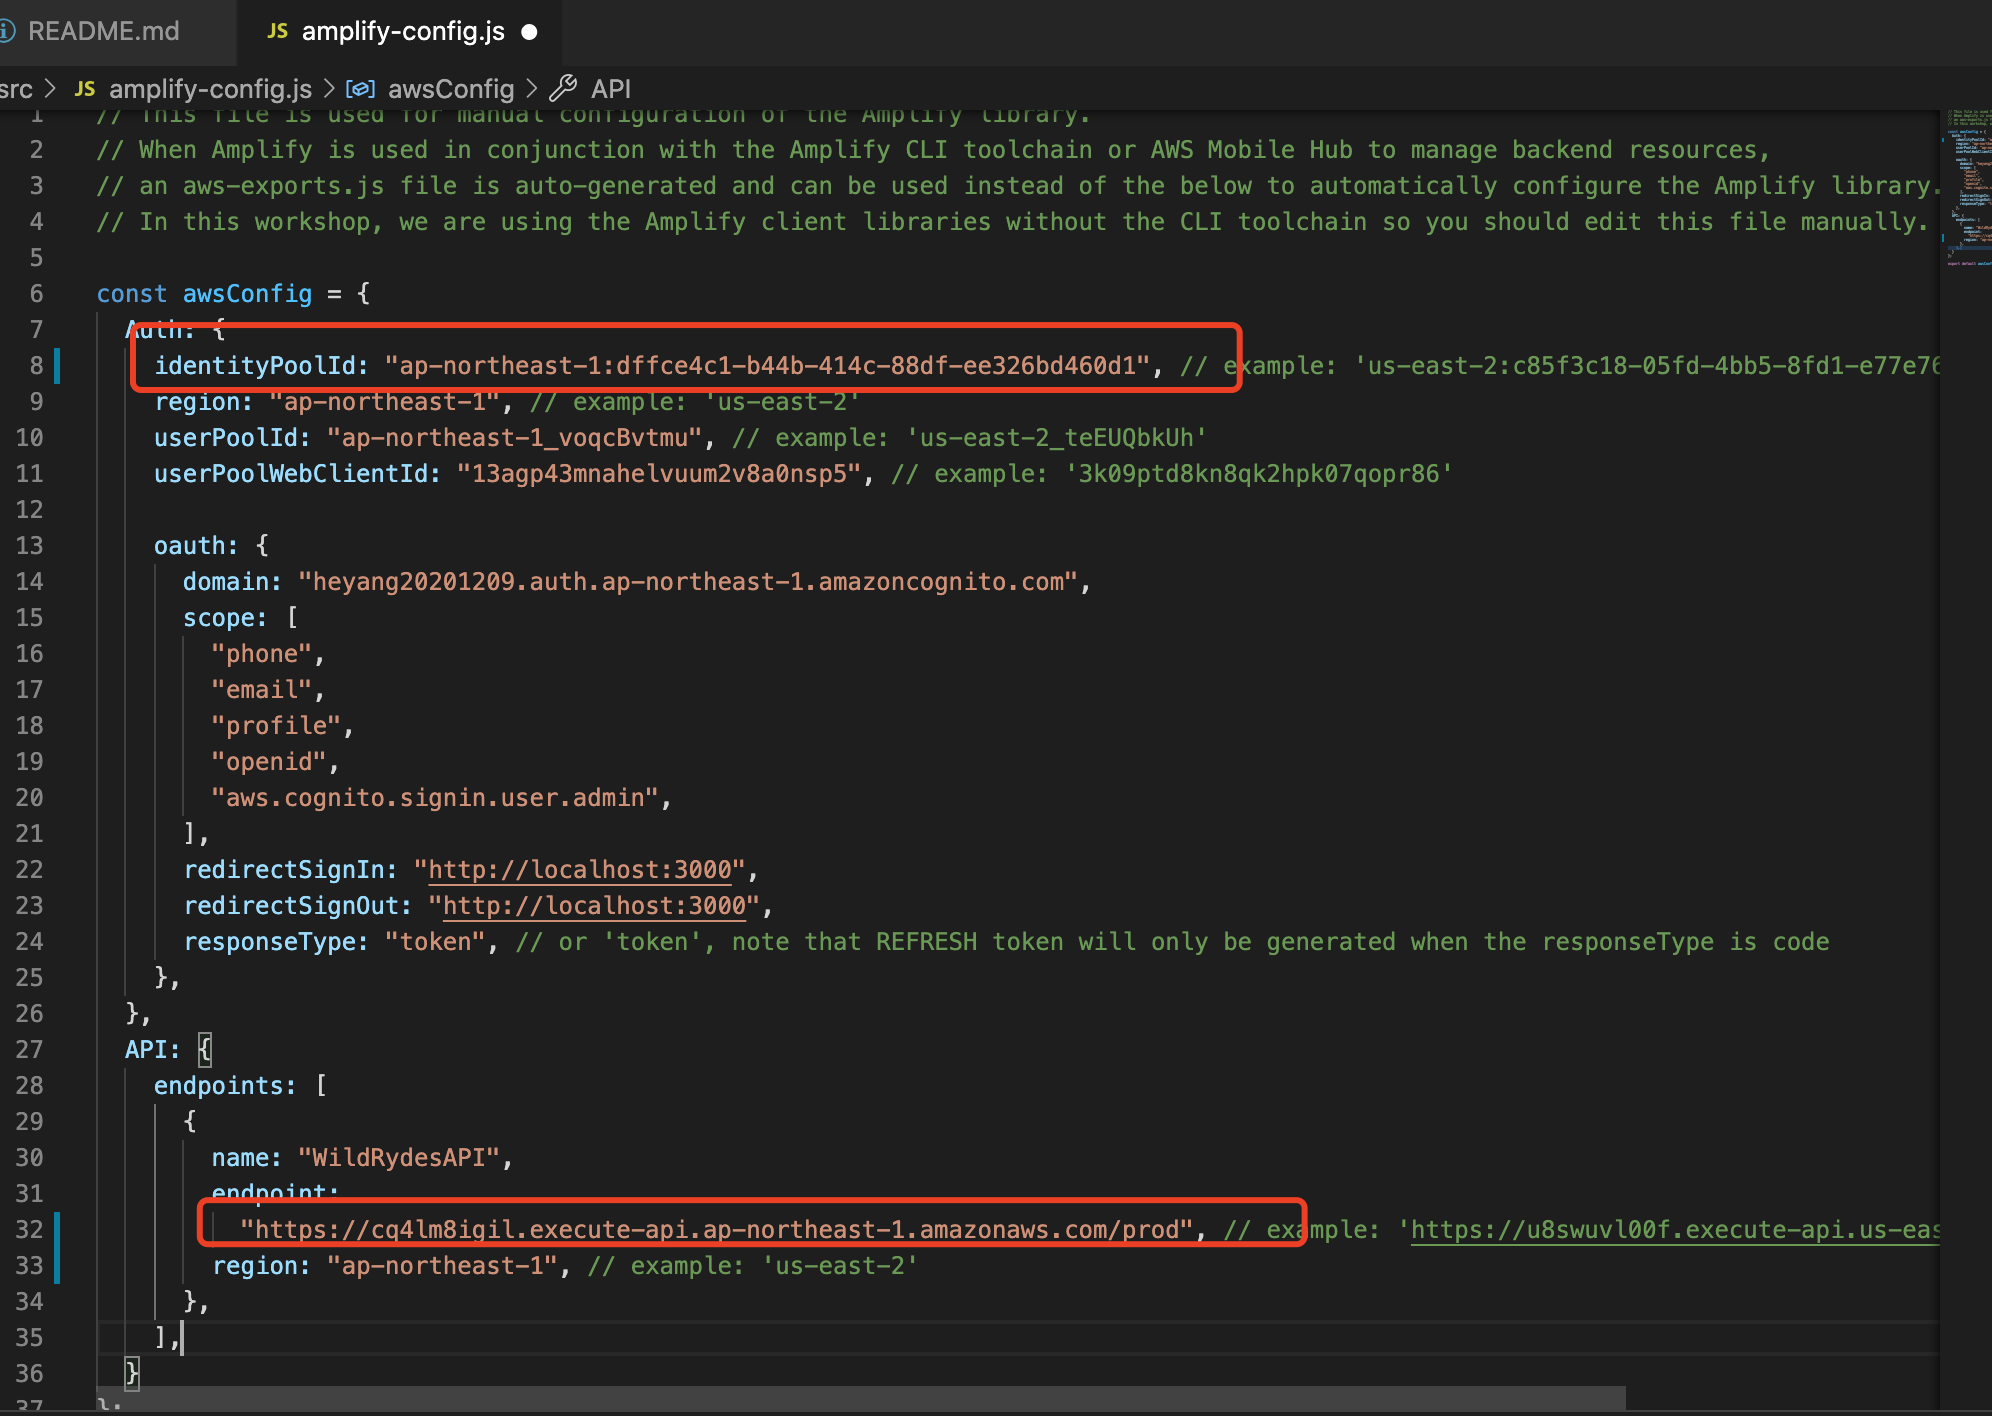 README.md
JS amplify-config.js
src > JS amplify-config.js > awsConfig > API
1 // This file is used for manual configuration of the Amplify library.
2 // When Amplify is used in conjunction with the Amplify CLI toolchain or AWS Mobile Hub to manage backend resources,
3 // an aws-exports.js file is auto-generated and can be used instead of the below to automatically configure the Amplify library.
4 // In this workshop, we are using the Amplify client libraries without the CLI toolchain so you should edit this file manually.
5
6 const awsConfig = {
7 Auth: {
8 identityPoolId: "ap-northeast-1:dffce4c1-b44b-414c-88df-ee326bd460d1", // example: 'us-east-2:c85f3c18-05fd-4bb5-8fd1-e77e76
9 region: "ap-northeast-1", // example: 'us-east-2'
10 userPoolId: "ap-northeast-1_voqcBvtmu", // example: 'us-east-2_teEUQbkUh'
11 userPoolWebClientId: "13agp43mnahelvuum2v8a0nsp5", // example: '3k09ptd8kn8qk2hpk07qopr86'
12
13 oauth: {
14 domain: "heyang20201209.auth.ap-northeast-1.amazoncognito.com",
15 scope: [
16 "phone",
17 "email",
18 "profile",
19 "openid",
20 "aws.cognito.signin.user.admin",
21 ],
22 redirectSignIn: "http://localhost:3000",
23 redirectSignOut: "http://localhost:3000",
24 responseType: "token", // or 'token', note that REFRESH token will only be generated when the responseType is code
25 },
26 },
27 API: {
28 endpoints: [
29 {
30 name: "WildRydesAPI",
31 endpoint:
32 "https://cq4lm8igil.execute-api.ap-northeast-1.amazonaws.com/prod", // example: 'https://u8swuvl00f.execute-api.us-eas
33 region: "ap-northeast-1", // example: 'us-east-2'
34 },
35 ],
36 }
37 };